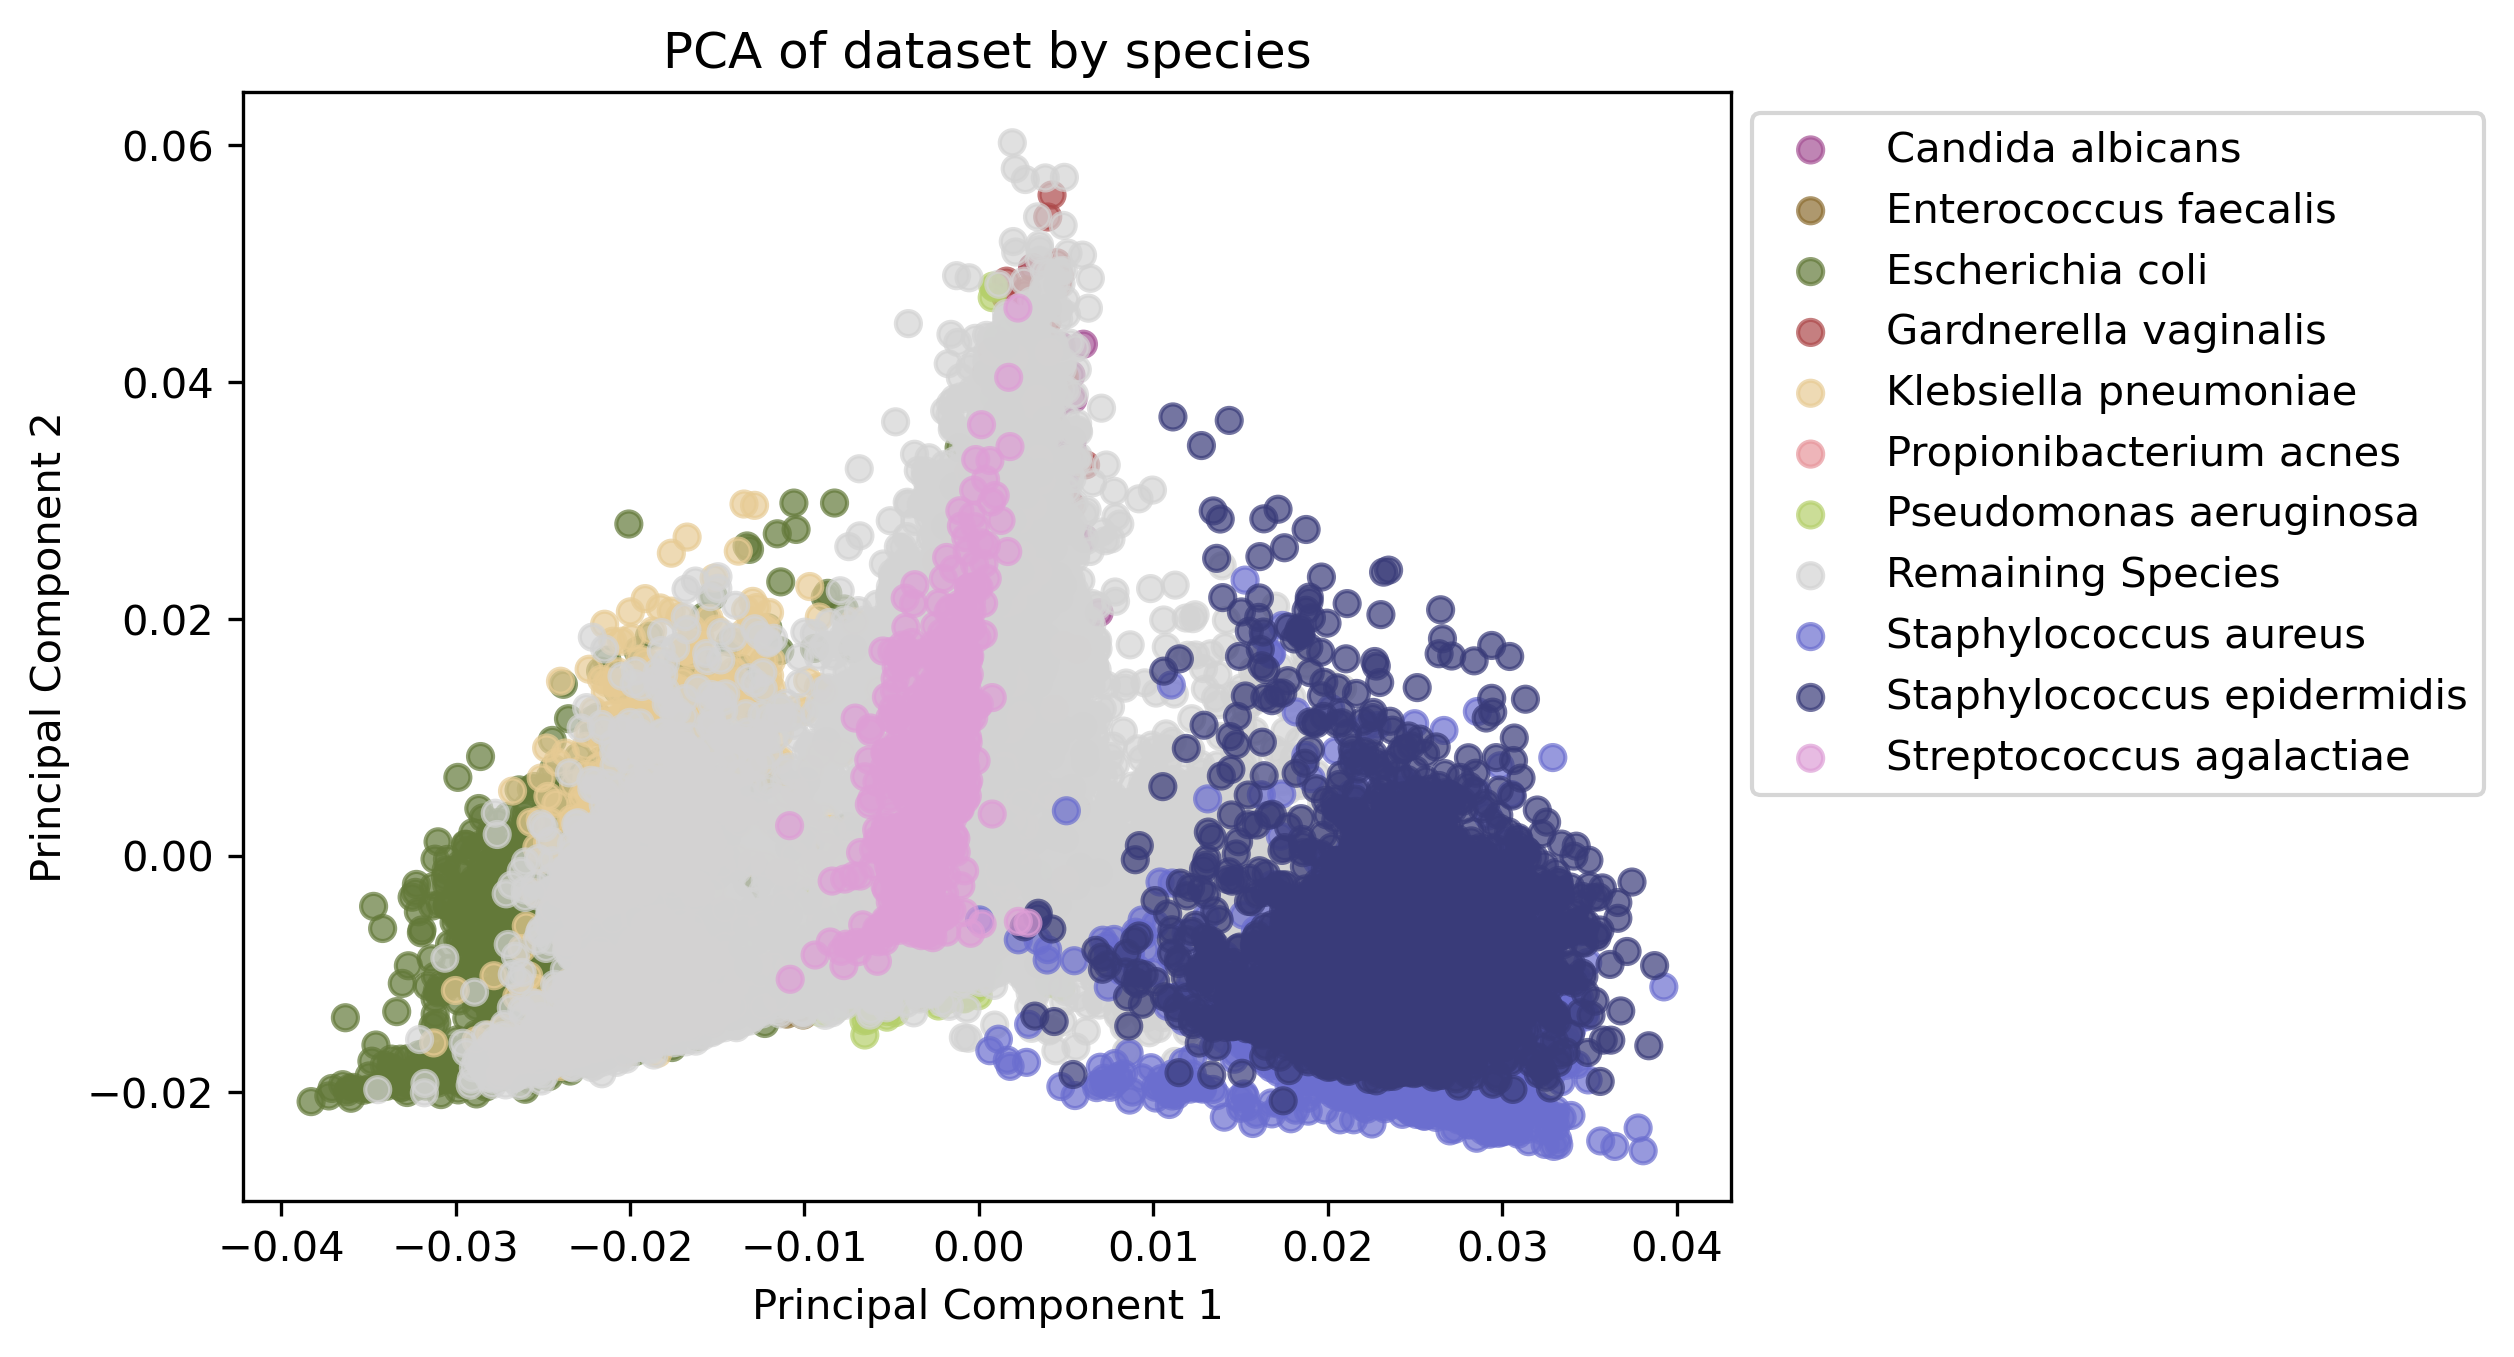 PCA of dataset by species
0.06
0.04
0.02
0.00
−0.02
Principal Component 2
−0.04
−0.03
−0.02
−0.01
0.00
0.01
0.02
0.03
0.04
Principal Component 1
Candida albicans
Enterococcus faecalis
Escherichia coli
Gardnerella vaginalis
Klebsiella pneumoniae
Propionibacterium acnes
Pseudomonas aeruginosa
Remaining Species
Staphylococcus aureus
Staphylococcus epidermidis
Streptococcus agalactiae